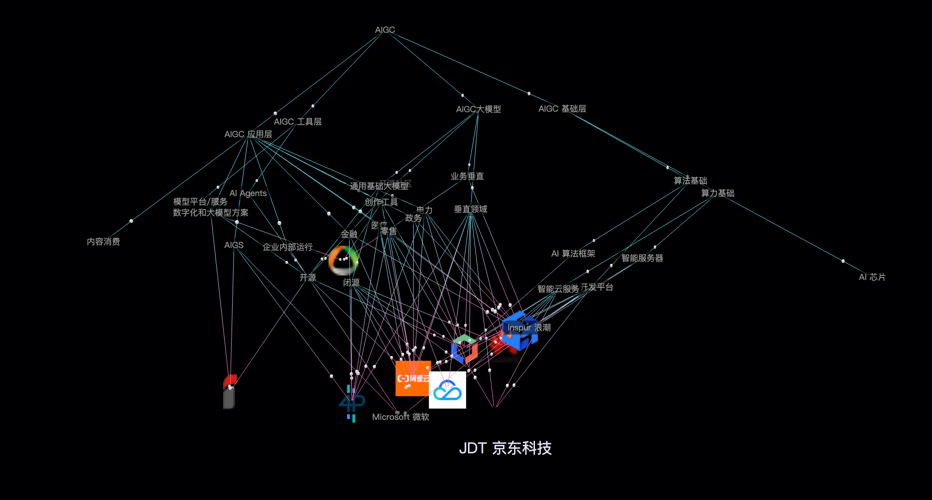 AIGC
AIGC大模型
AIGC 基础层
AIGC 工具层
AIGC 应用层
业务垂直
算法基础
通用基础大模型
AI Agents
算力基础
模型平台/服务
创作工具
数字化和大模型方案
电力
垂直领域
政务
医疗
零售
金融
内容消费
AIGS
企业内部运行
AI 算法框架
智能服务器
开源
闭源
AI 芯片
智能云服务
开发平台
Inspur 浪潮
阿里云
4P
Microsoft 微软
JDT 京东科技